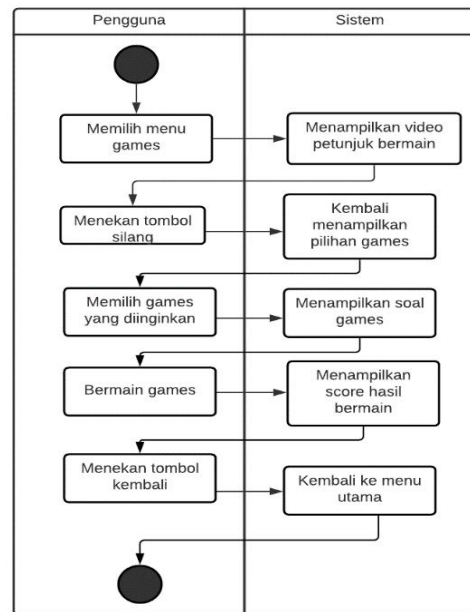 Pengguna
Sistem
Memilih menu
games
Menampilkan video
petunjuk bermain
Menekan tombol
silang
Kembali
menampilkan
pilihan games
Memilih games
yang diinginkan
Menampilkan soal
games
Bermain games
Menampilkan
score hasil
bermain
Menekan tombol
kembali
Kembali ke menu
utama